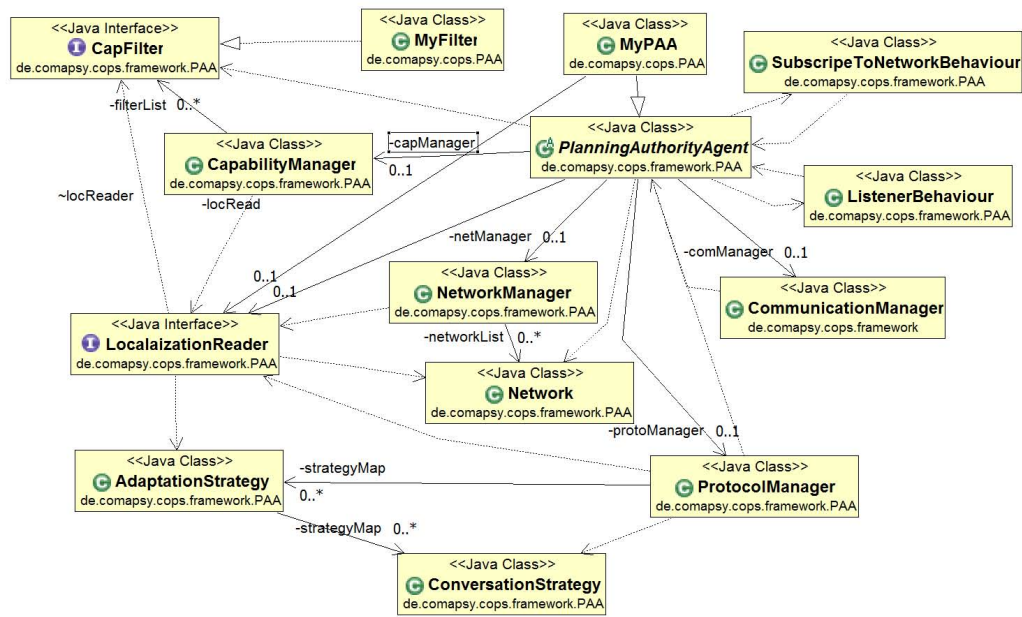 <<Java Interface>>
I CapFilter
de.comapsy.cops.framework.PAA
<<Java Class>>
C MyFilter
de.comapsy.cops.PAA
<<Java Class>>
C MyPAA
de.comapsy.cops.PAA
<<Java Class>>
C SubscripeToNetworkBehaviour
de.comapsy.cops.framework.PAA
-filterList 0..*
<<Java Class>>
C CapabilityManager
de.comapsy.cops.framework.PAA
-capManager
0..1
<<Java Class>>
C A PlanningAuthorityAgent
de.comapsy.cops.framework.PAA
<<Java Class>>
C ListenerBehaviour
de.comapsy.cops.framework.PAA
~locReader
-locRead
-netManager 0..1
-comManager 0..1
0..1
0..1
<<Java Class>>
C NetworkManager
de.comapsy.cops.framework.PAA
<<Java Class>>
C CommunicationManager
de.comapsy.cops.framework
<<Java Interface>>
I LocalaizationReader
de.comapsy.cops.framework.PAA
-networkList 0..*
<<Java Class>>
C Network
de.comapsy.cops.framework.PAA
-protoManager 0..1
<<Java Class>>
C AdaptationStrategy
de.comapsy.cops.framework.PAA
-strategyMap
0..*
<<Java Class>>
C ProtocolManager
de.comapsy.cops.framework.PAA
-strategyMap 0..*
<<Java Class>>
C ConversationStrategy
de.comapsy.cops.framework.PAA